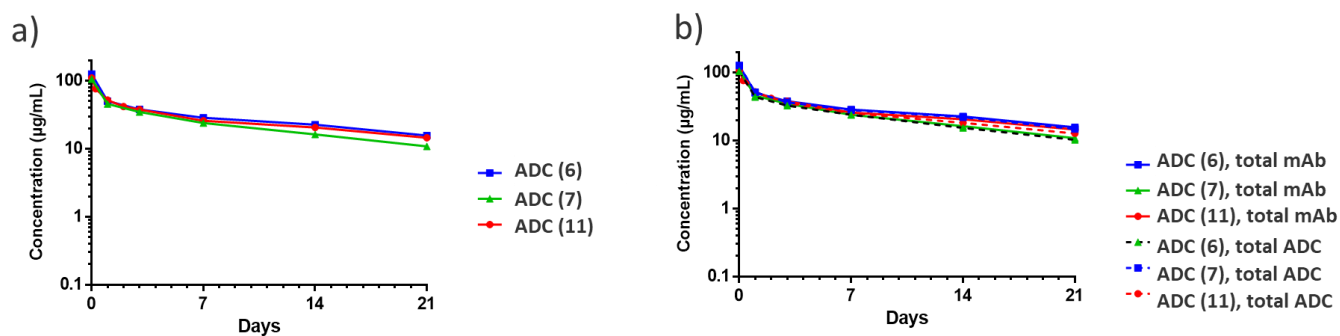 a)
Concentration (µg/mL)
100
10
1
0.1
0
7
14
21
Days
ADC (6)
ADC (7)
ADC (11)
b)
Concentration (µg/mL)
100
10
1
0.1
0
7
14
21
Days
ADC (6), total mAb
ADC (7), total mAb
ADC (11), total mAb
ADC (6), total ADC
ADC (7), total ADC
ADC (11), total ADC